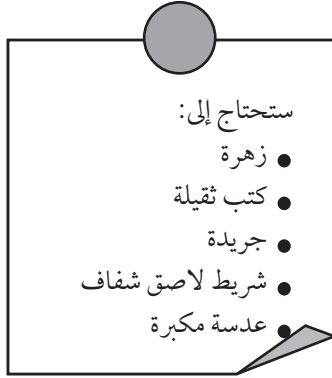 ستحتاج إلى:
● زهرة
● كتب ثقيلة
● جريدة
● شريط لاصق شفاف
● عدسة مكبرة